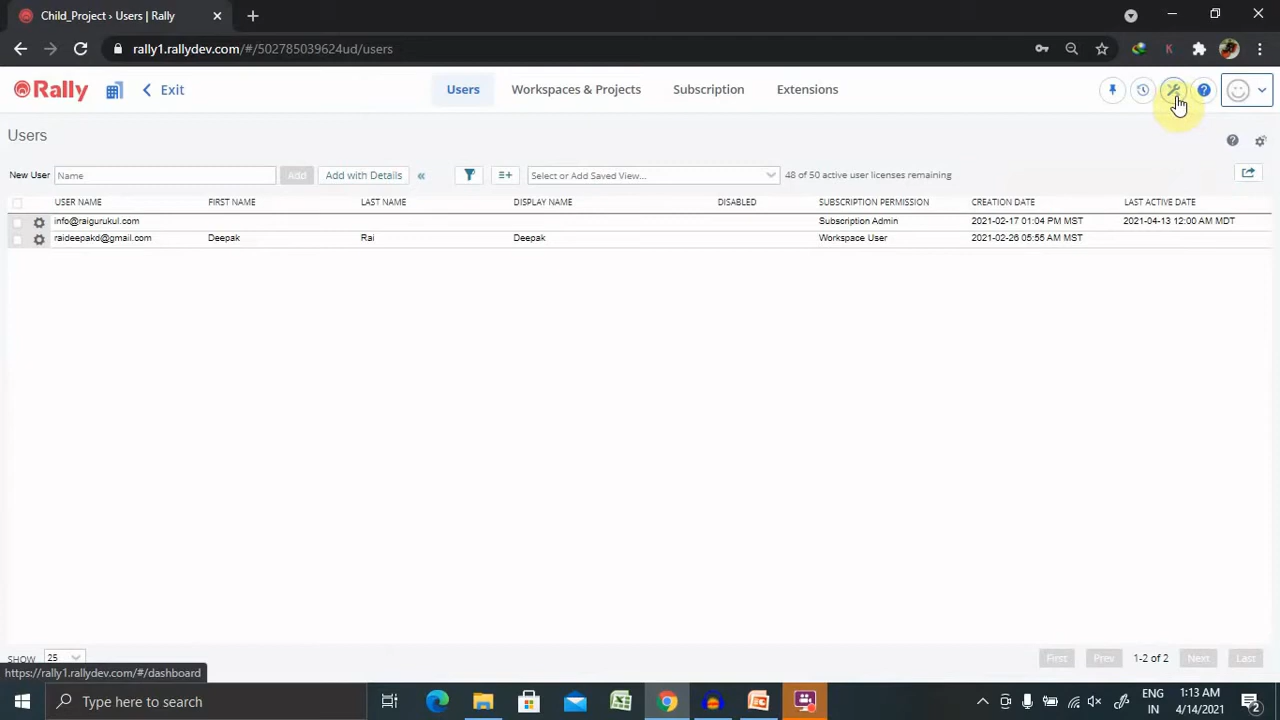 Child_Project › Users | Rally
rally1.rallydev.com/#/502785039624ud/users
Rally Exit Users Workspaces & Projects Subscription Extensions
Users
New User Name Add Add with Details « Select or Add Saved View... 48 of 50 active user licenses remaining
USER NAME FIRST NAME LAST NAME DISPLAY NAME DISABLED SUBSCRIPTION PERMISSION CREATION DATE LAST ACTIVE DATE
info@raigurukul.com Subscription Admin 2021-02-17 01:04 PM MST 2021-04-13 12:00 AM MDT
raideepakd@gmail.com Deepak Rai Deepak Workspace User 2021-02-26 05:55 AM MST
SHOW 25 First Prev 1-2 of 2 Next Last
https://rally1.rallydev.com/#/dashboard
Type here to search
ENG 1:13 AM
IN 4/14/2021 2